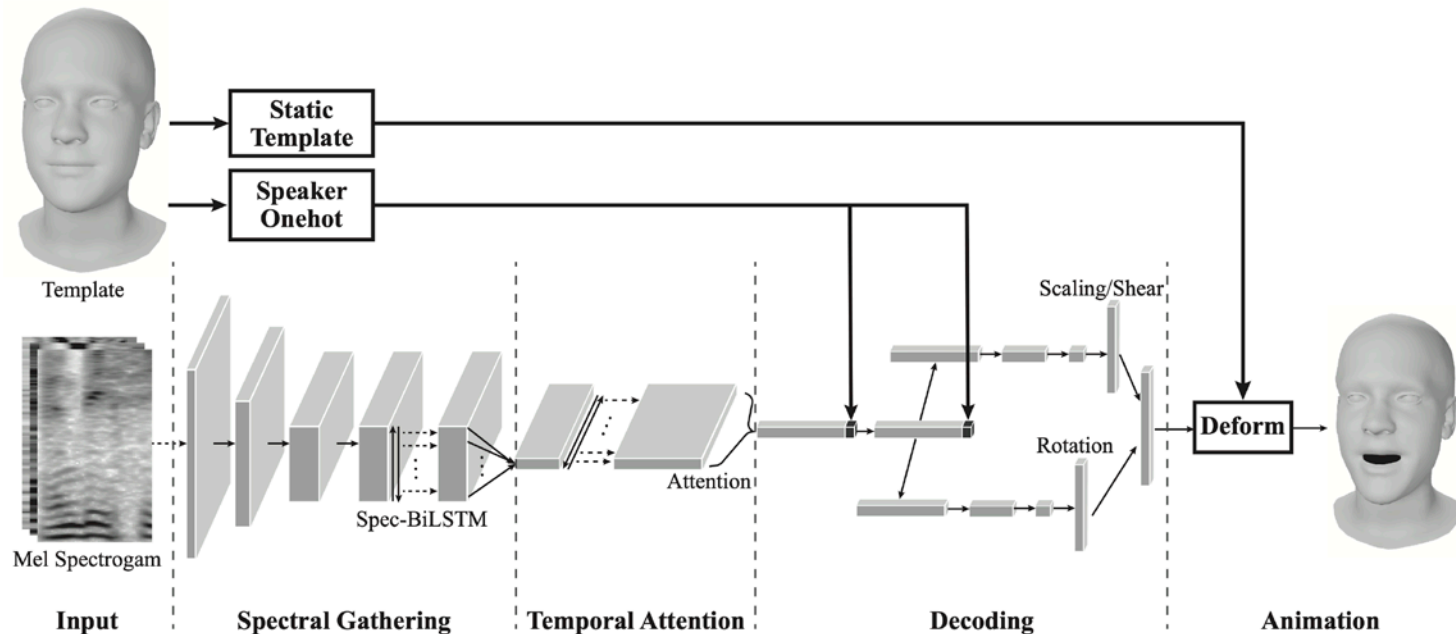 Static
Template
Speaker
Onehot
Template
Scaling/Shear
Deform
Rotation
Attention
Spec-BiLSTM
Mel Spectrogam
Input
Spectral Gathering
Temporal Attention
Decoding
Animation